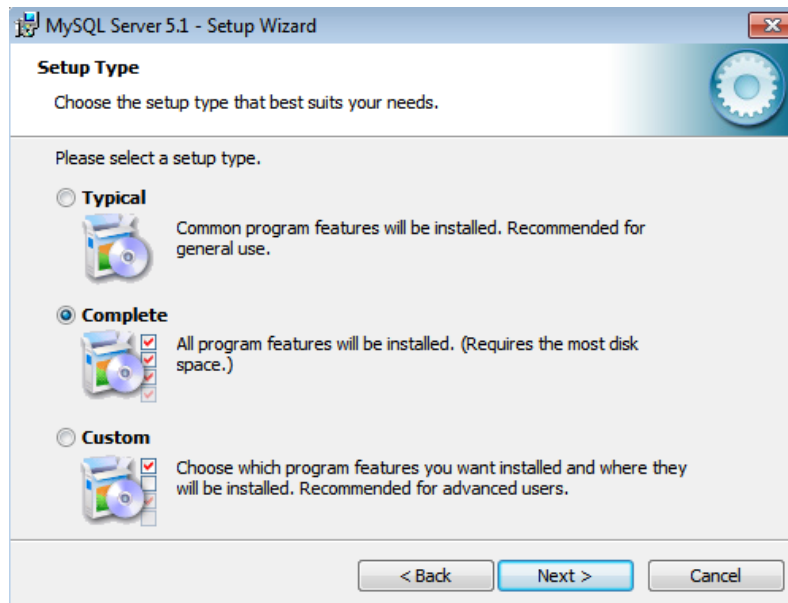 MySQL Server 5.1 - Setup Wizard
Setup Type
Choose the setup type that best suits your needs.
Please select a setup type.
Typical
Common program features will be installed. Recommended for
general use.
Complete
All program features will be installed. (Requires the most disk
space.)
Custom
Choose which program features you want installed and where they
will be installed. Recommended for advanced users.
< Back
Next >
Cancel